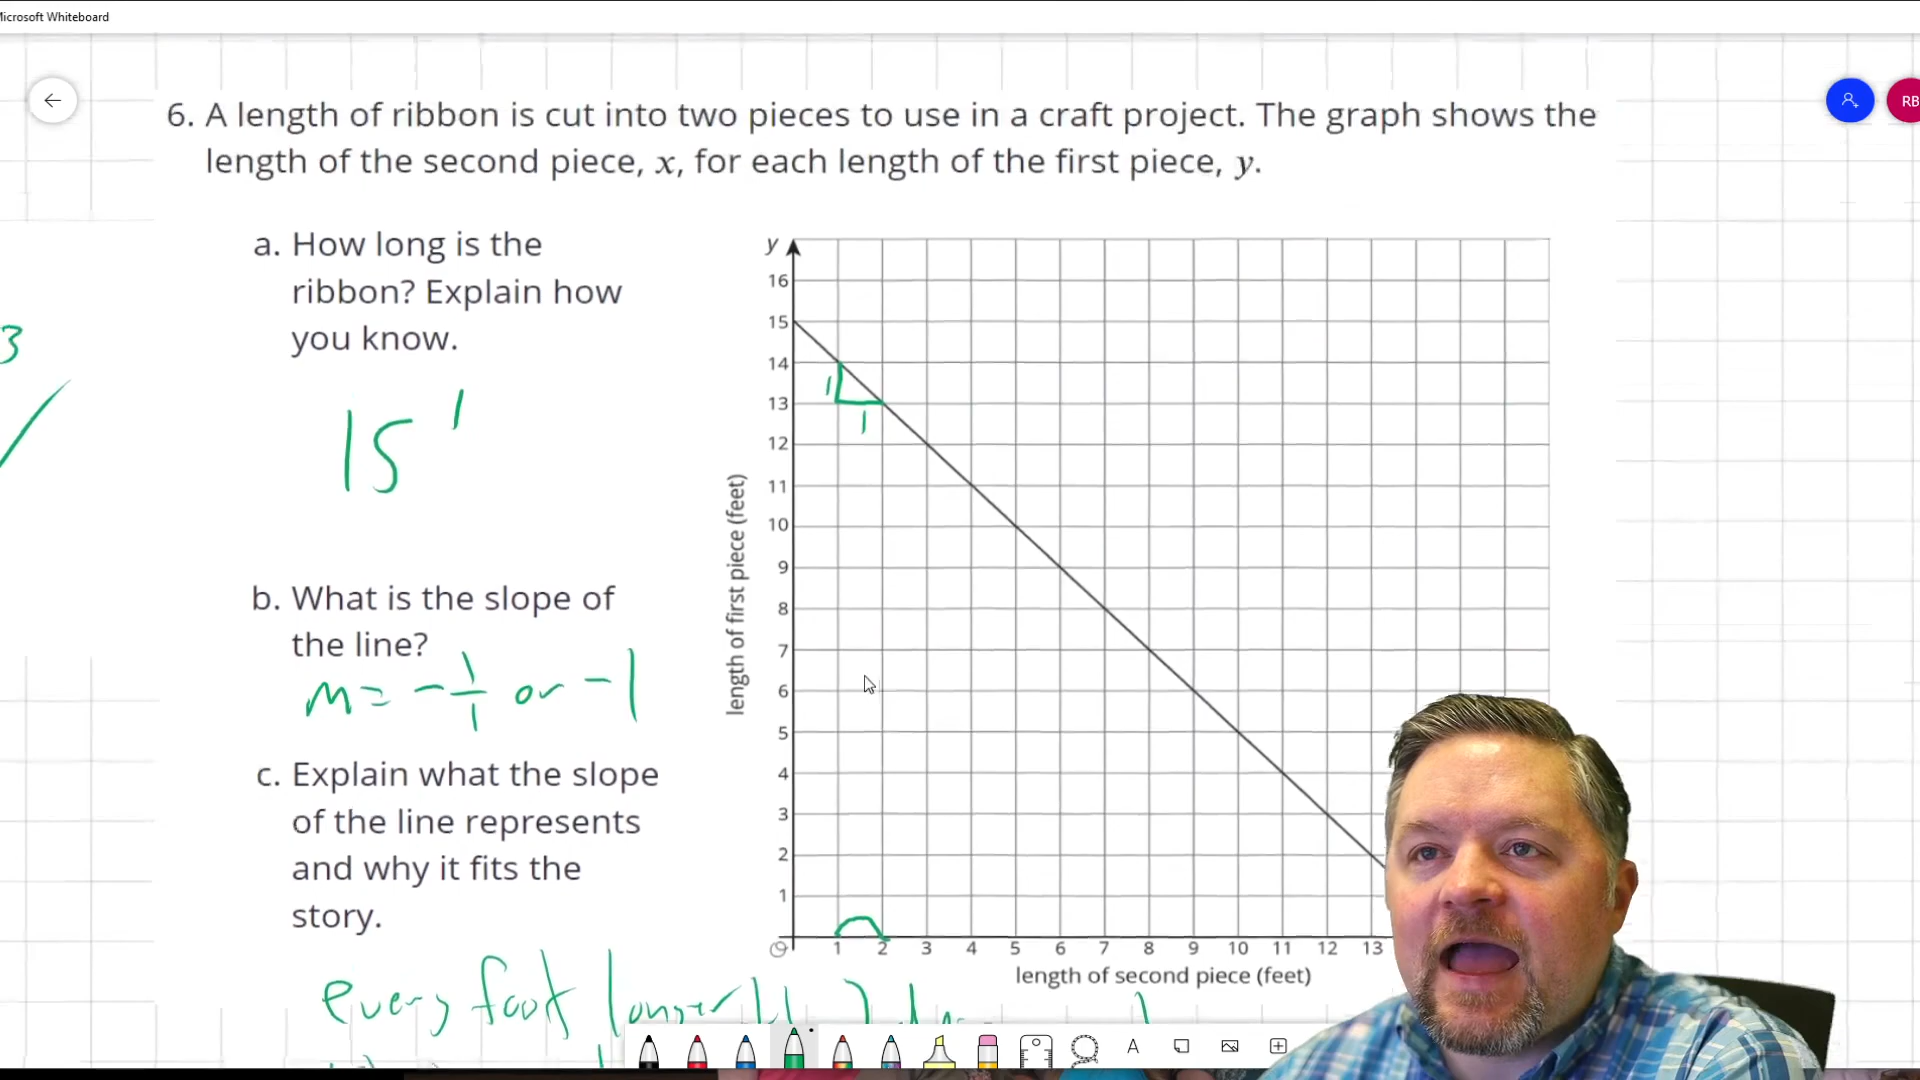 Microsoft Whiteboard
RB
6. A length of ribbon is cut into two pieces to use in a craft project. The graph shows the
length of the second piece, x, for each length of the first piece, y.
a. How long is the
ribbon? Explain how
you know.
3
15'
b. What is the slope of
the line?
m = -1/1 or -1
c. Explain what the slope
of the line represents
and why it fits the
story.
every foot longer
y
16
15
14
13
12
11
10
9
8
7
6
5
4
3
2
1
1
1
length of first piece (feet)
0 1 2 3 4 5 6 7 8 9 10 11 12 13
length of second piece (feet)
A